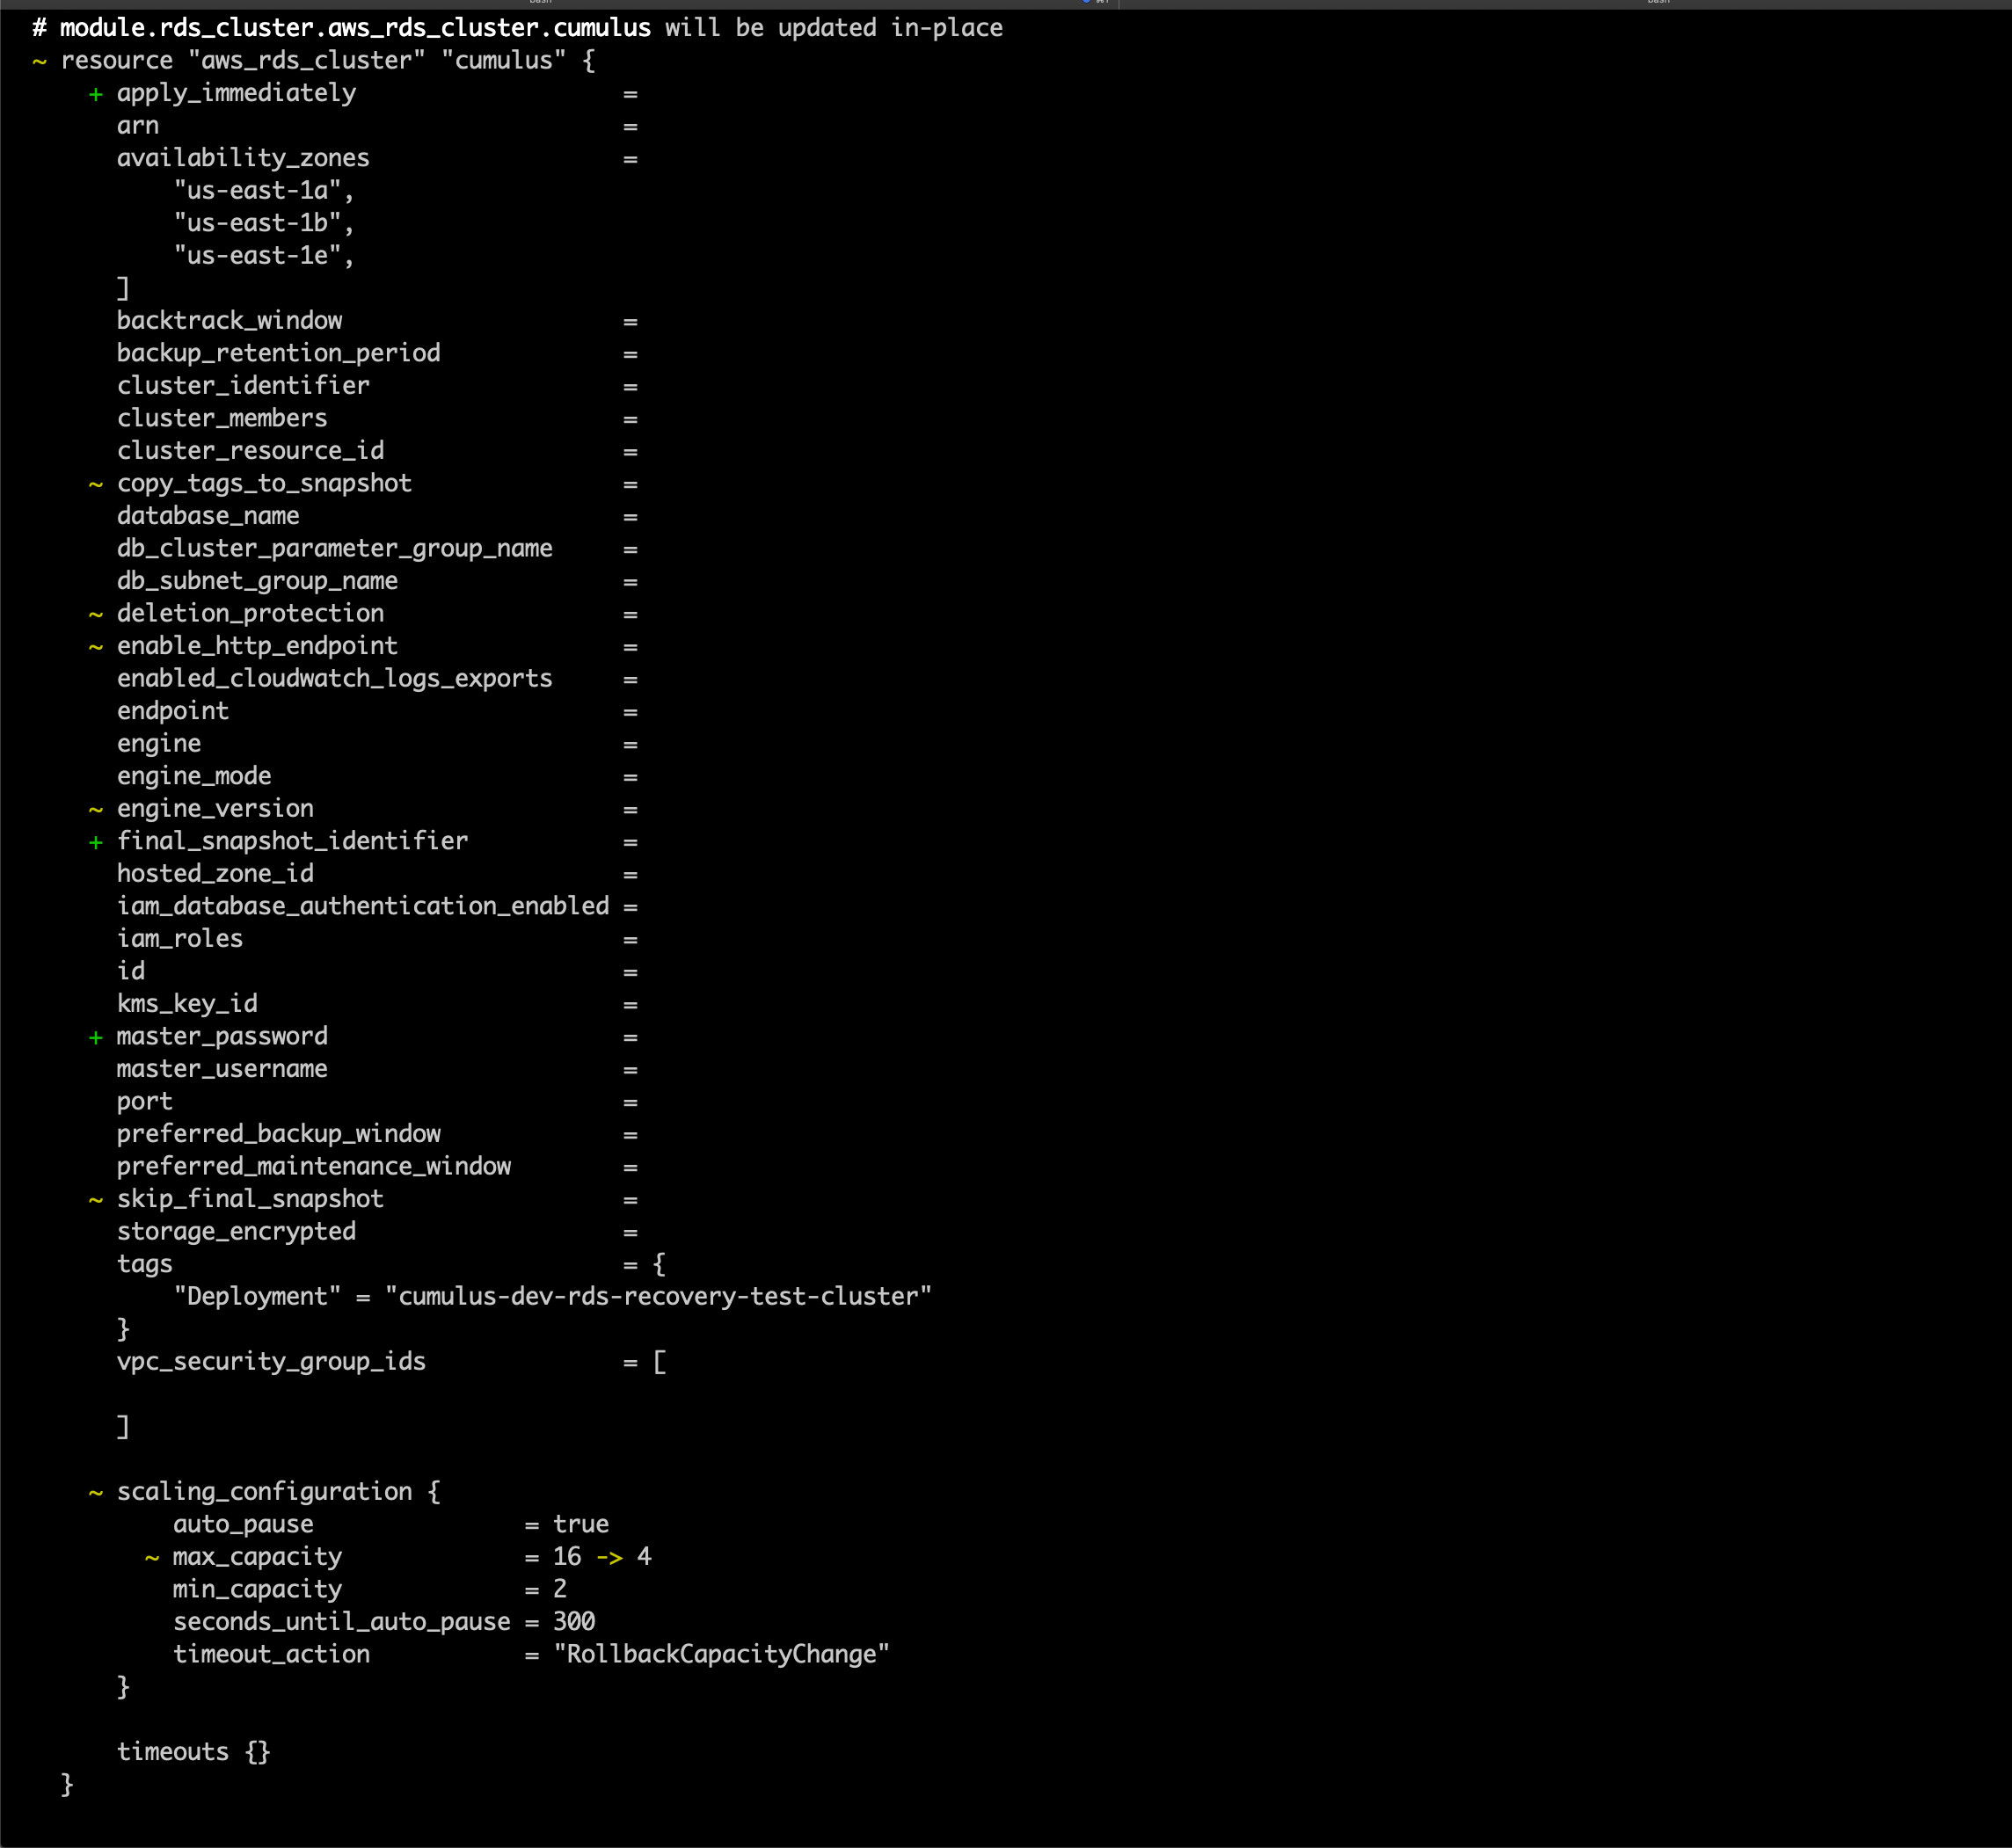 bash ⌘1 bash
# module.rds_cluster.aws_rds_cluster.cumulus will be updated in-place
~ resource "aws_rds_cluster" "cumulus" {
+ apply_immediately =
arn =
availability_zones =
"us-east-1a",
"us-east-1b",
"us-east-1e",
]
backtrack_window =
backup_retention_period =
cluster_identifier =
cluster_members =
cluster_resource_id =
~ copy_tags_to_snapshot =
database_name =
db_cluster_parameter_group_name =
db_subnet_group_name =
~ deletion_protection =
~ enable_http_endpoint =
enabled_cloudwatch_logs_exports =
endpoint =
engine =
engine_mode =
~ engine_version =
+ final_snapshot_identifier =
hosted_zone_id =
iam_database_authentication_enabled =
iam_roles =
id =
kms_key_id =
+ master_password =
master_username =
port =
preferred_backup_window =
preferred_maintenance_window =
~ skip_final_snapshot =
storage_encrypted =
tags = {
"Deployment" = "cumulus-dev-rds-recovery-test-cluster"
}
vpc_security_group_ids = [
]
~ scaling_configuration {
auto_pause = true
~ max_capacity = 16 -> 4
min_capacity = 2
seconds_until_auto_pause = 300
timeout_action = "RollbackCapacityChange"
}
timeouts {}
}